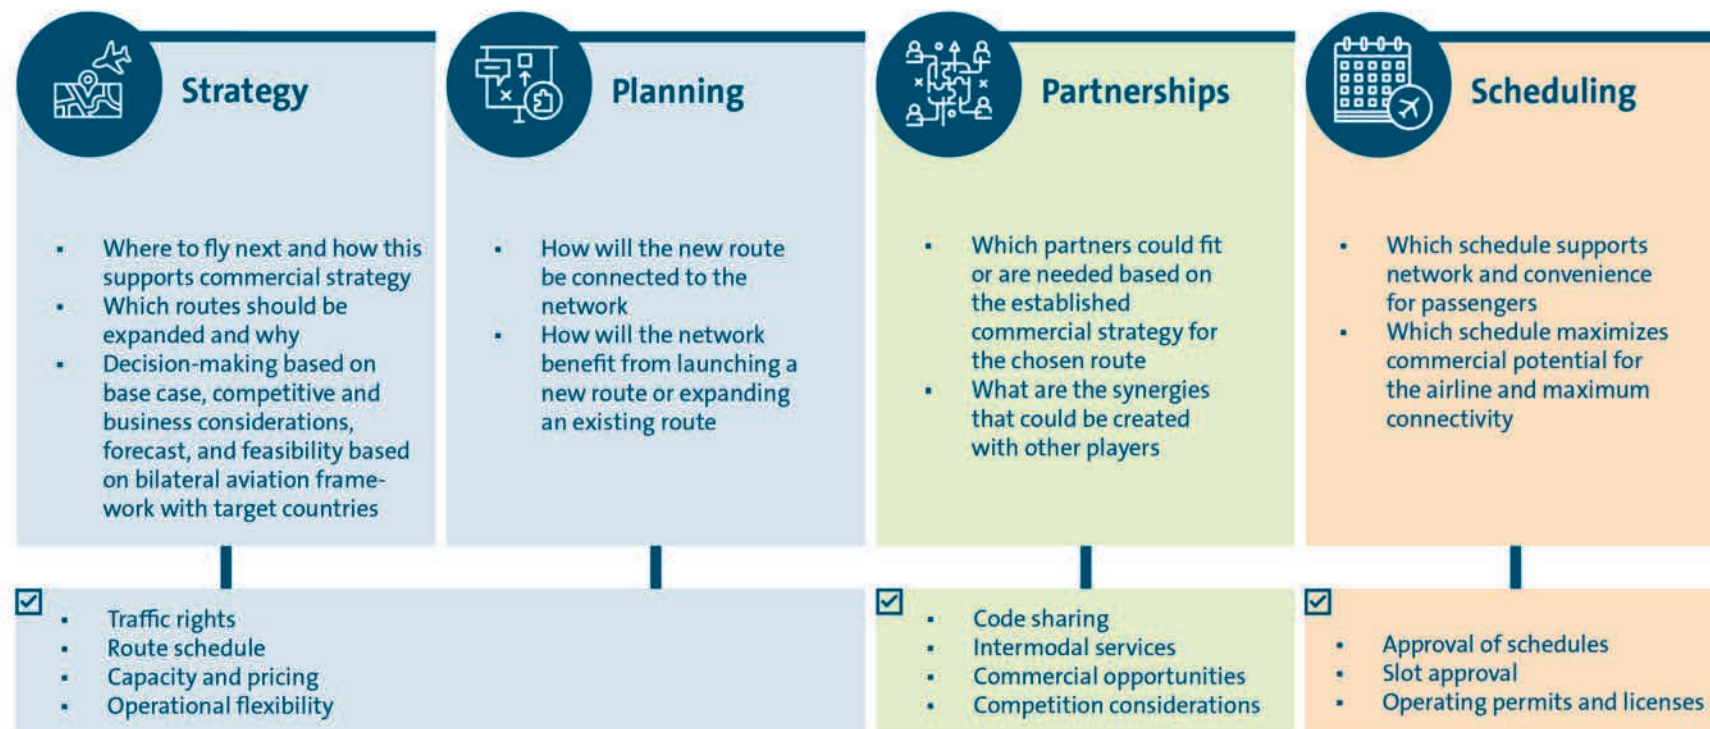 Strategy
Where to fly next and how this
supports commercial strategy
Which routes should be
expanded and why
Decision-making based on
base case, competitive and
business considerations,
forecast, and feasibility based
on bilateral aviation frame-
work with target countries
Planning
How will the new route
be connected to the
network
How will the network
benefit from launching a
new route or expanding
an existing route
Partnerships
Which partners could fit
or are needed based on
the established
commercial strategy for
the chosen route
What are the synergies
that could be created
with other players
Scheduling
Which schedule supports
network and convenience
for passengers
Which schedule maximizes
commercial potential for
the airline and maximum
connectivity
Traffic rights
Route schedule
Capacity and pricing
Operational flexibility
Code sharing
Intermodal services
Commercial opportunities
Competition considerations
Approval of schedules
Slot approval
Operating permits and licenses